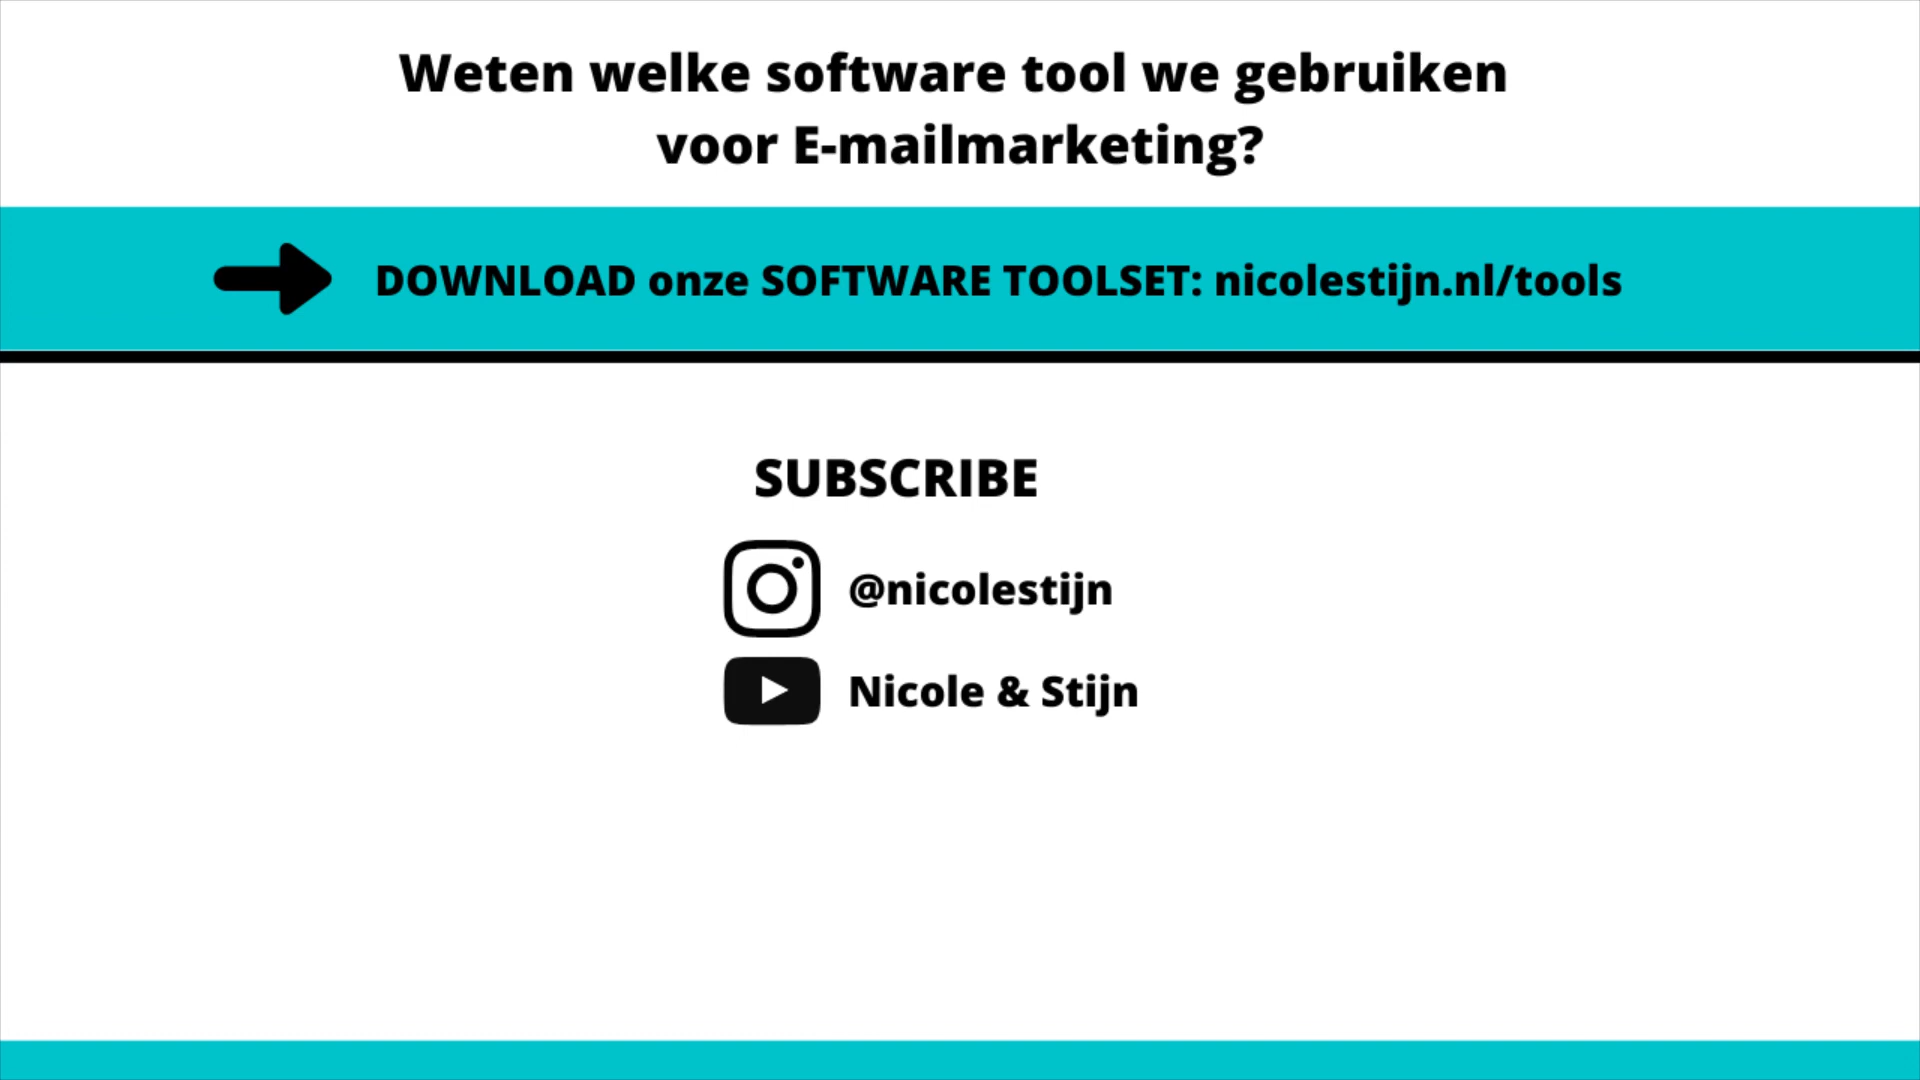 Weten welke software tool we gebruiken
voor E-mailmarketing?
DOWNLOAD onze SOFTWARE TOOLSET: nicolestijn.nl/tools
SUBSCRIBE
@nicolestijn
Nicole & Stijn